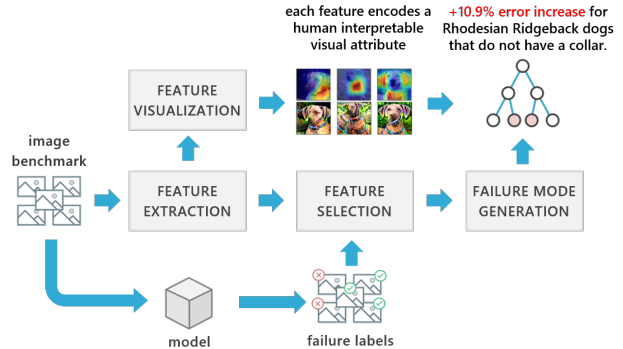 each feature encodes a
human interpretable
visual attribute
+10.9% error increase for
Rhodesian Ridgeback dogs
that do not have a collar.
FEATURE
VISUALIZATION
image
benchmark
FEATURE
EXTRACTION
FEATURE
SELECTION
FAILURE MODE
GENERATION
model
failure labels